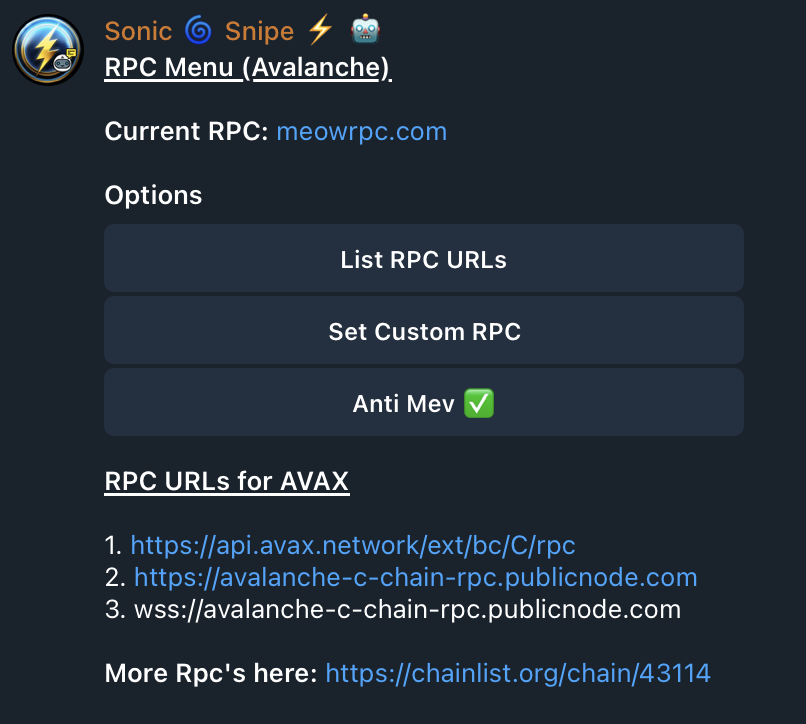 Sonic 🌀 Snipe ⚡ 🤖
RPC Menu (Avalanche)
Current RPC: meowrpc.com
Options
List RPC URLs
Set Custom RPC
Anti Mev ✅
RPC URLs for AVAX
1. https://api.avax.network/ext/bc/C/rpc
2. https://avalanche-c-chain-rpc.publicnode.com
3. wss://avalanche-c-chain-rpc.publicnode.com
More Rpc's here: https://chainlist.org/chain/43114